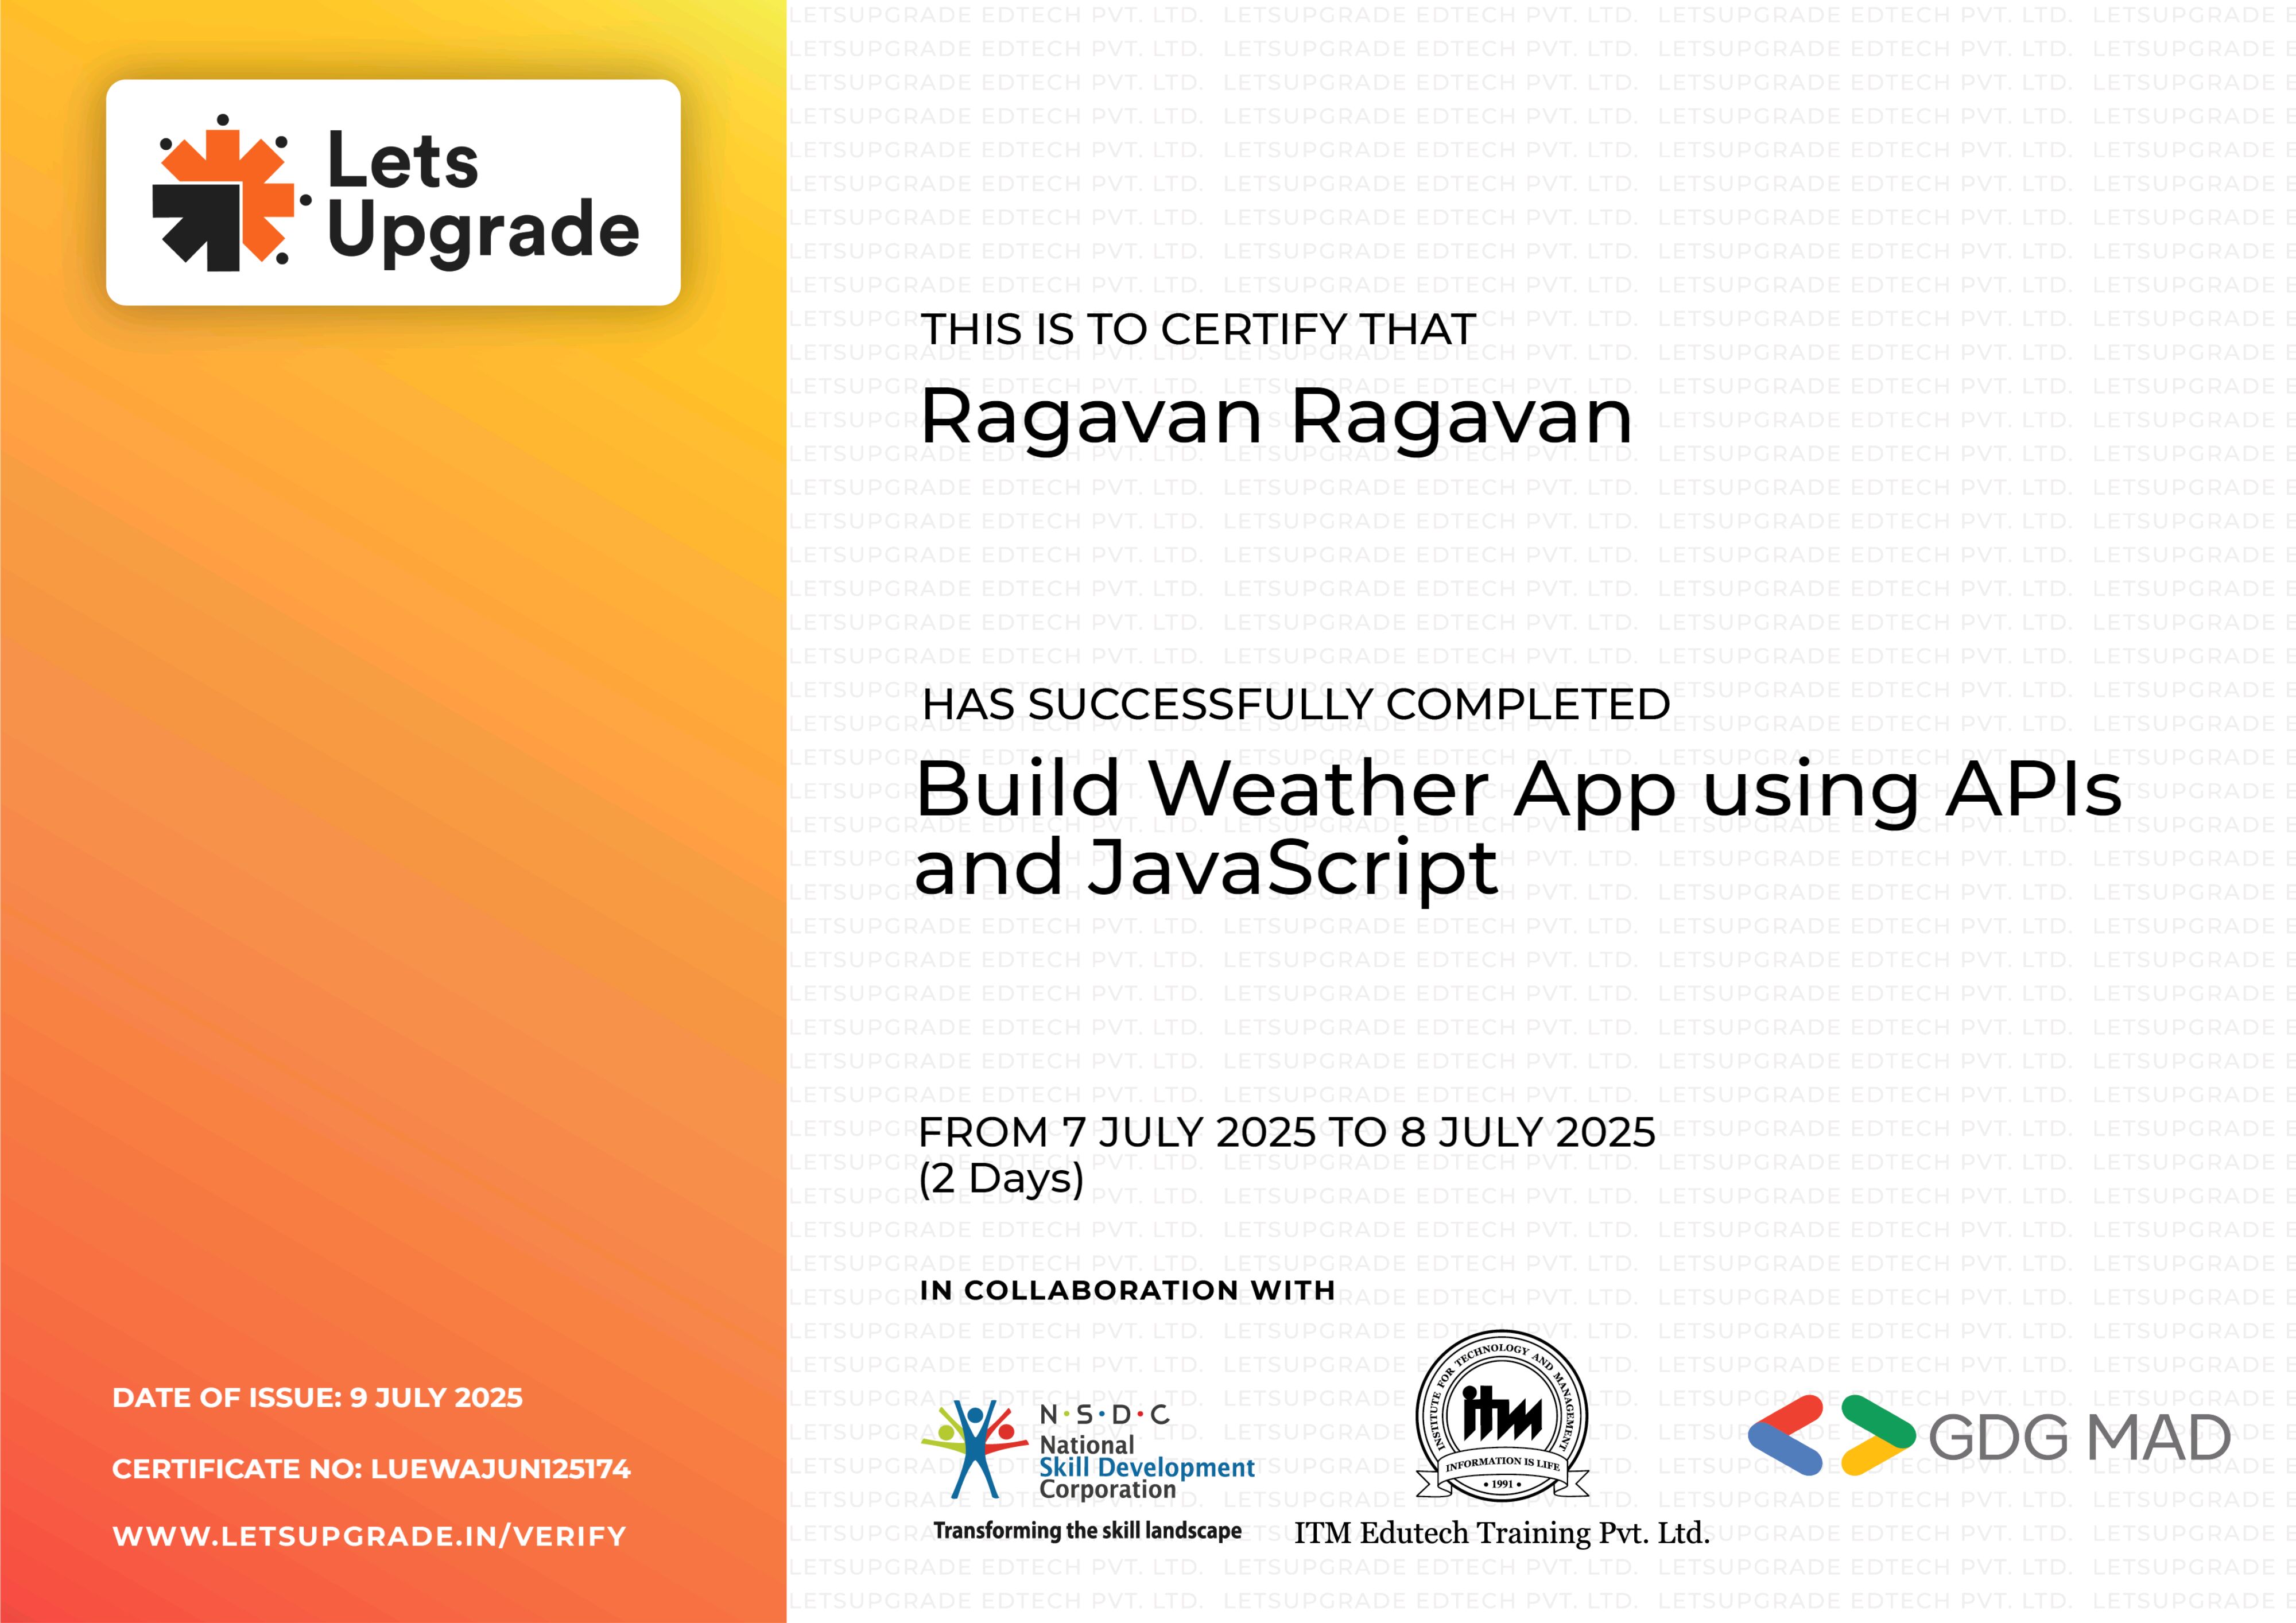 Lets
Upgrade
THIS IS TO CERTIFY THAT
Ragavan Ragavan
HAS SUCCESSFULLY COMPLETED
Build Weather App using APIs
and JavaScript
FROM 7 JULY 2025 TO 8 JULY 2025
(2 Days)
IN COLLABORATION WITH
N·S·D·C
National
Skill Development
Corporation
Transforming the skill landscape
INSTITUTE FOR TECHNOLOGY AND MANAGEMENT
itm
INFORMATION IS LIFE
• 1991 •
ITM Edutech Training Pvt. Ltd.
GDG MAD
DATE OF ISSUE: 9 JULY 2025
CERTIFICATE NO: LUEWAJUN125174
WWW.LETSUPGRADE.IN/VERIFY
LETSUPGRADE EDTECH PVT. LTD.